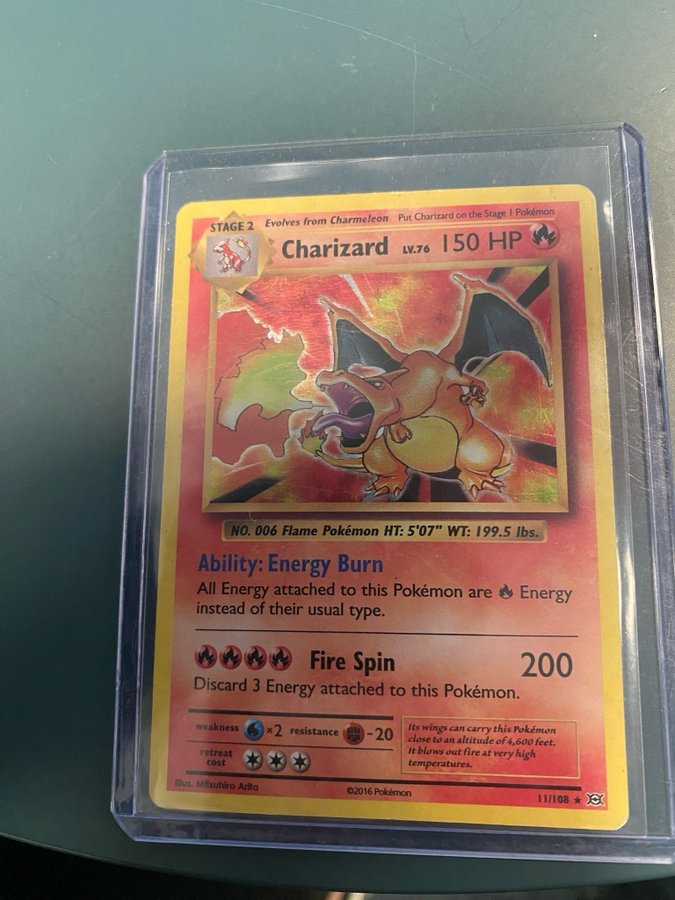 STAGE 2 Evolves from Charmeleon Put Charizard on the Stage 1 Pokémon
Charizard LV.76 150 HP
NO. 006 Flame Pokémon HT: 5'07" WT: 199.5 lbs.
Ability: Energy Burn
All Energy attached to this Pokémon are Energy
instead of their usual type.
Fire Spin 200
Discard 3 Energy attached to this Pokémon.
weakness ×2 resistance -20
retreat
cost
Its wings can carry this Pokémon
close to an altitude of 4,600 feet.
It blows out fire at very high
temperatures.
Illus. Mitsuhiro Arita
©2016 Pokémon
11/108 ★